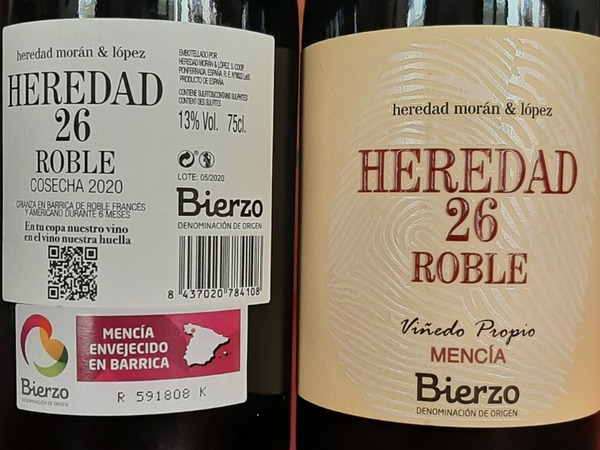 heredad morán & lópez
HEREDAD
26
ROBLE
COSECHA 2020
CRIANZA EN BARRICA DE ROBLE FRANCÉS
Y AMERICANO DURANTE 6 MESES
En tu copa nuestro vino
en el vino nuestra huella
EMBOTELLADO POR
HEREDAD MORÁN & LÓPEZ, S. COOP.
PONFERRADA, ESPAÑA. R. E. Nº
PRODUCTO DE ESPAÑA
CONTIENE SULFITOS/CONTAINS SULPHITES/
CONTIENT DES SULFITES
13% Vol. 75cl.
LOTE: 05/2020
Bierzo
DENOMINACIÓN DE ORIGEN
8 437020 784108
MENCÍA
ENVEJECIDO
EN BARRICA
Bierzo
DENOMINACIÓN DE ORIGEN
R 591808 K
heredad morán & lópez
HEREDAD
26
ROBLE
Viñedo Propio
MENCÍA
Bierzo
DENOMINACIÓN DE ORIGEN